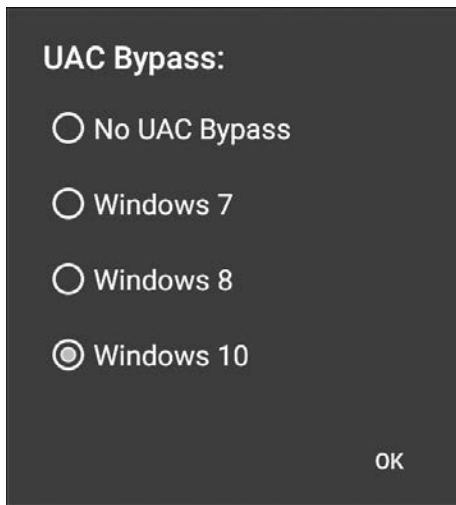 UAC Bypass:
No UAC Bypass
Windows 7
Windows 8
Windows 10
OK